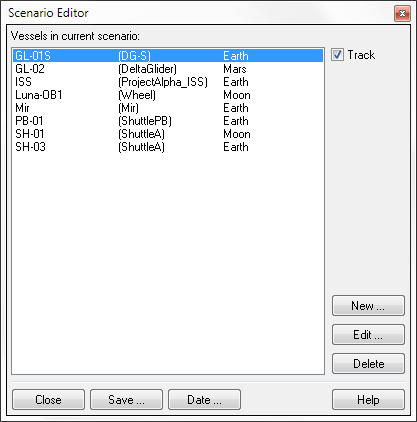 Scenario Editor
Vessels in current scenario:
GL-01S (DG-S) Earth
Track
GL-02 (DeltaGlider) Mars
ISS (ProjectAlpha_ISS) Earth
Luna-OB1 (Wheel) Moon
Mir (Mir) Earth
PB-01 (ShuttlePB) Earth
SH-01 (ShuttleA) Moon
SH-03 (ShuttleA) Earth
New ...
Edit ...
Delete
Close Save ... Date ... Help